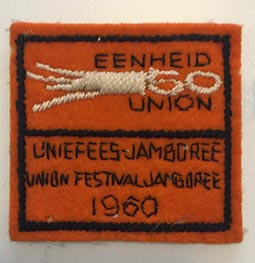 EENHEID
60
UNION
UNIEFEES-JAMBOREE
UNION FESTIVAL JAMBOREE
1960